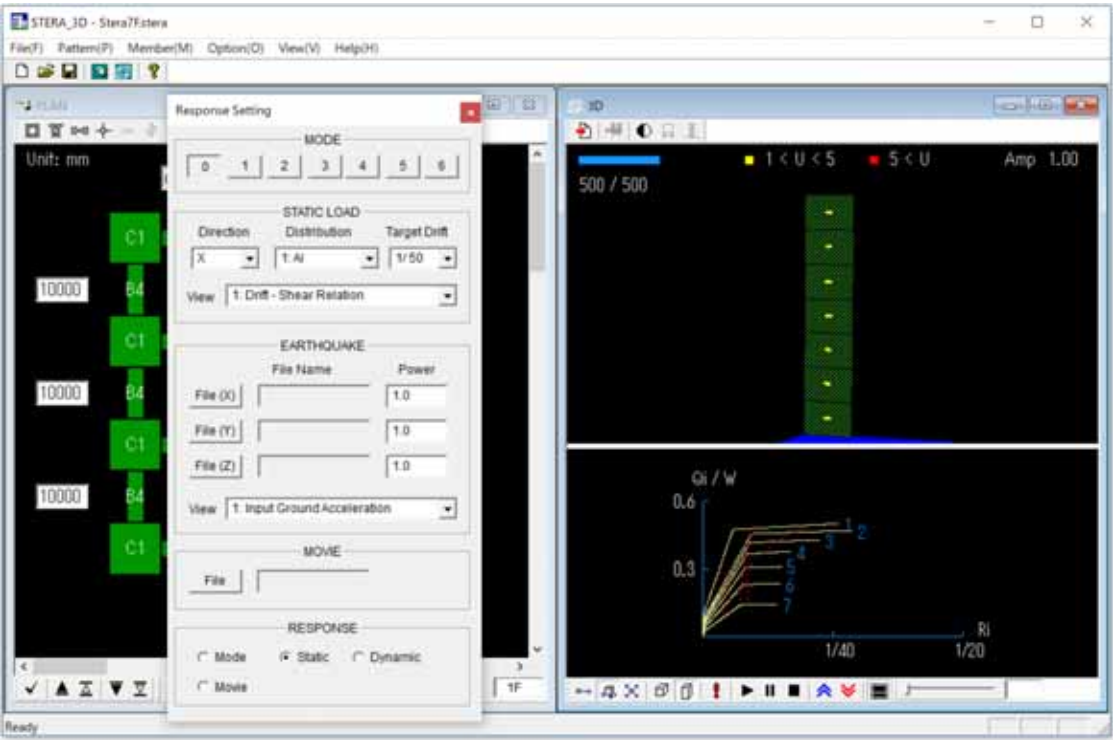 STERA_3D - Stera7F.stera
File(F) Pattern(P) Member(M) Option(O) View(V) Help(H)
PLAN
Unit: mm
C1
10000 B4
C1
10000 B4
C1
10000 B4
C1
1F
Ready
Response Setting
MODE
0 1 2 3 4 5 6
STATIC LOAD
Direction Distribution Target Drift
X 1: Ai 1/50
View 1: Drift - Shear Relation
EARTHQUAKE
File Name Power
File (X) 1.0
File (Y) 1.0
File (Z) 1.0
View 1: Input Ground Acceleration
MOVIE
File
RESPONSE
Mode Static Dynamic
Movie
3D
1 < U < 5 5 < U Amp 1.00
500 / 500
Qi / W
0.6
0.3
1
2
3
4
5
6
7
Ri
1/40 1/20